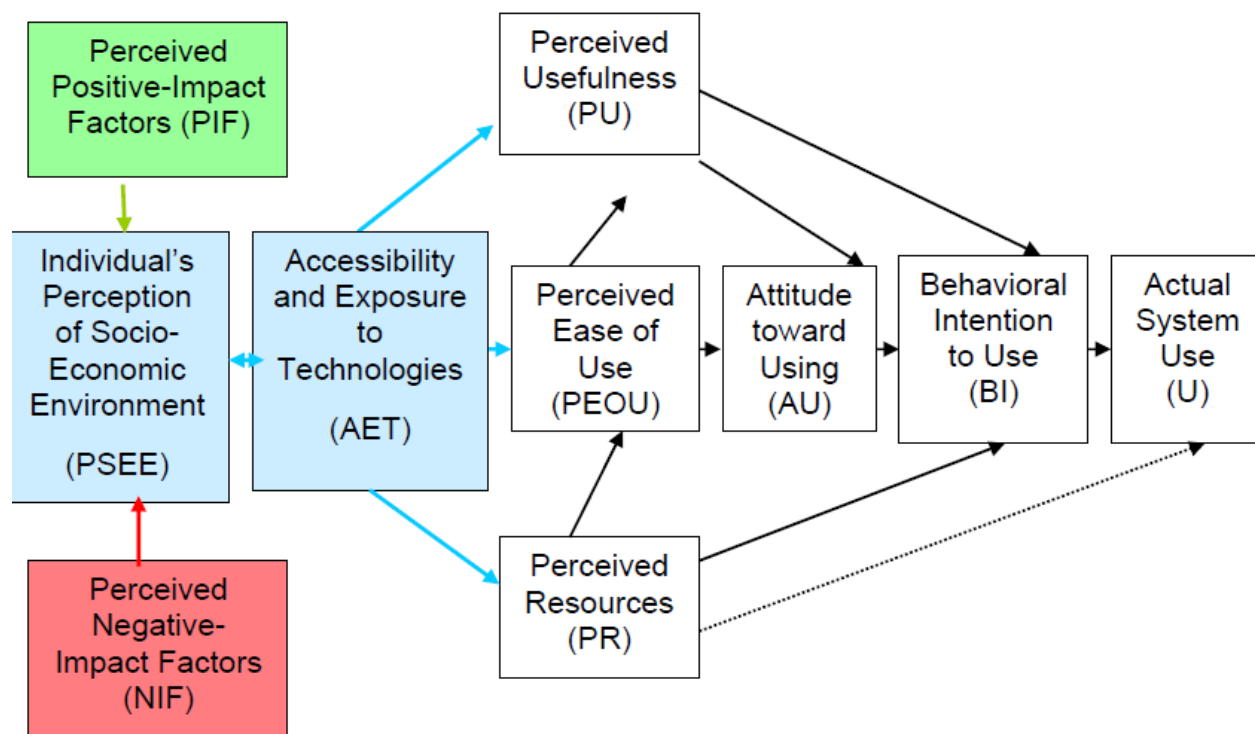 Perceived
Positive-Impact
Factors (PIF)
Individual's
Perception
of Socio-
Economic
Environment
(PSEE)
Perceived
Negative-
Impact Factors
(NIF)
Accessibility
and Exposure
to
Technologies
(AET)
Perceived
Usefulness
(PU)
Perceived
Ease of
Use
(PEOU)
Perceived
Resources
(PR)
Attitude
toward
Using
(AU)
Behavioral
Intention
to Use
(BI)
Actual
System
Use
(U)